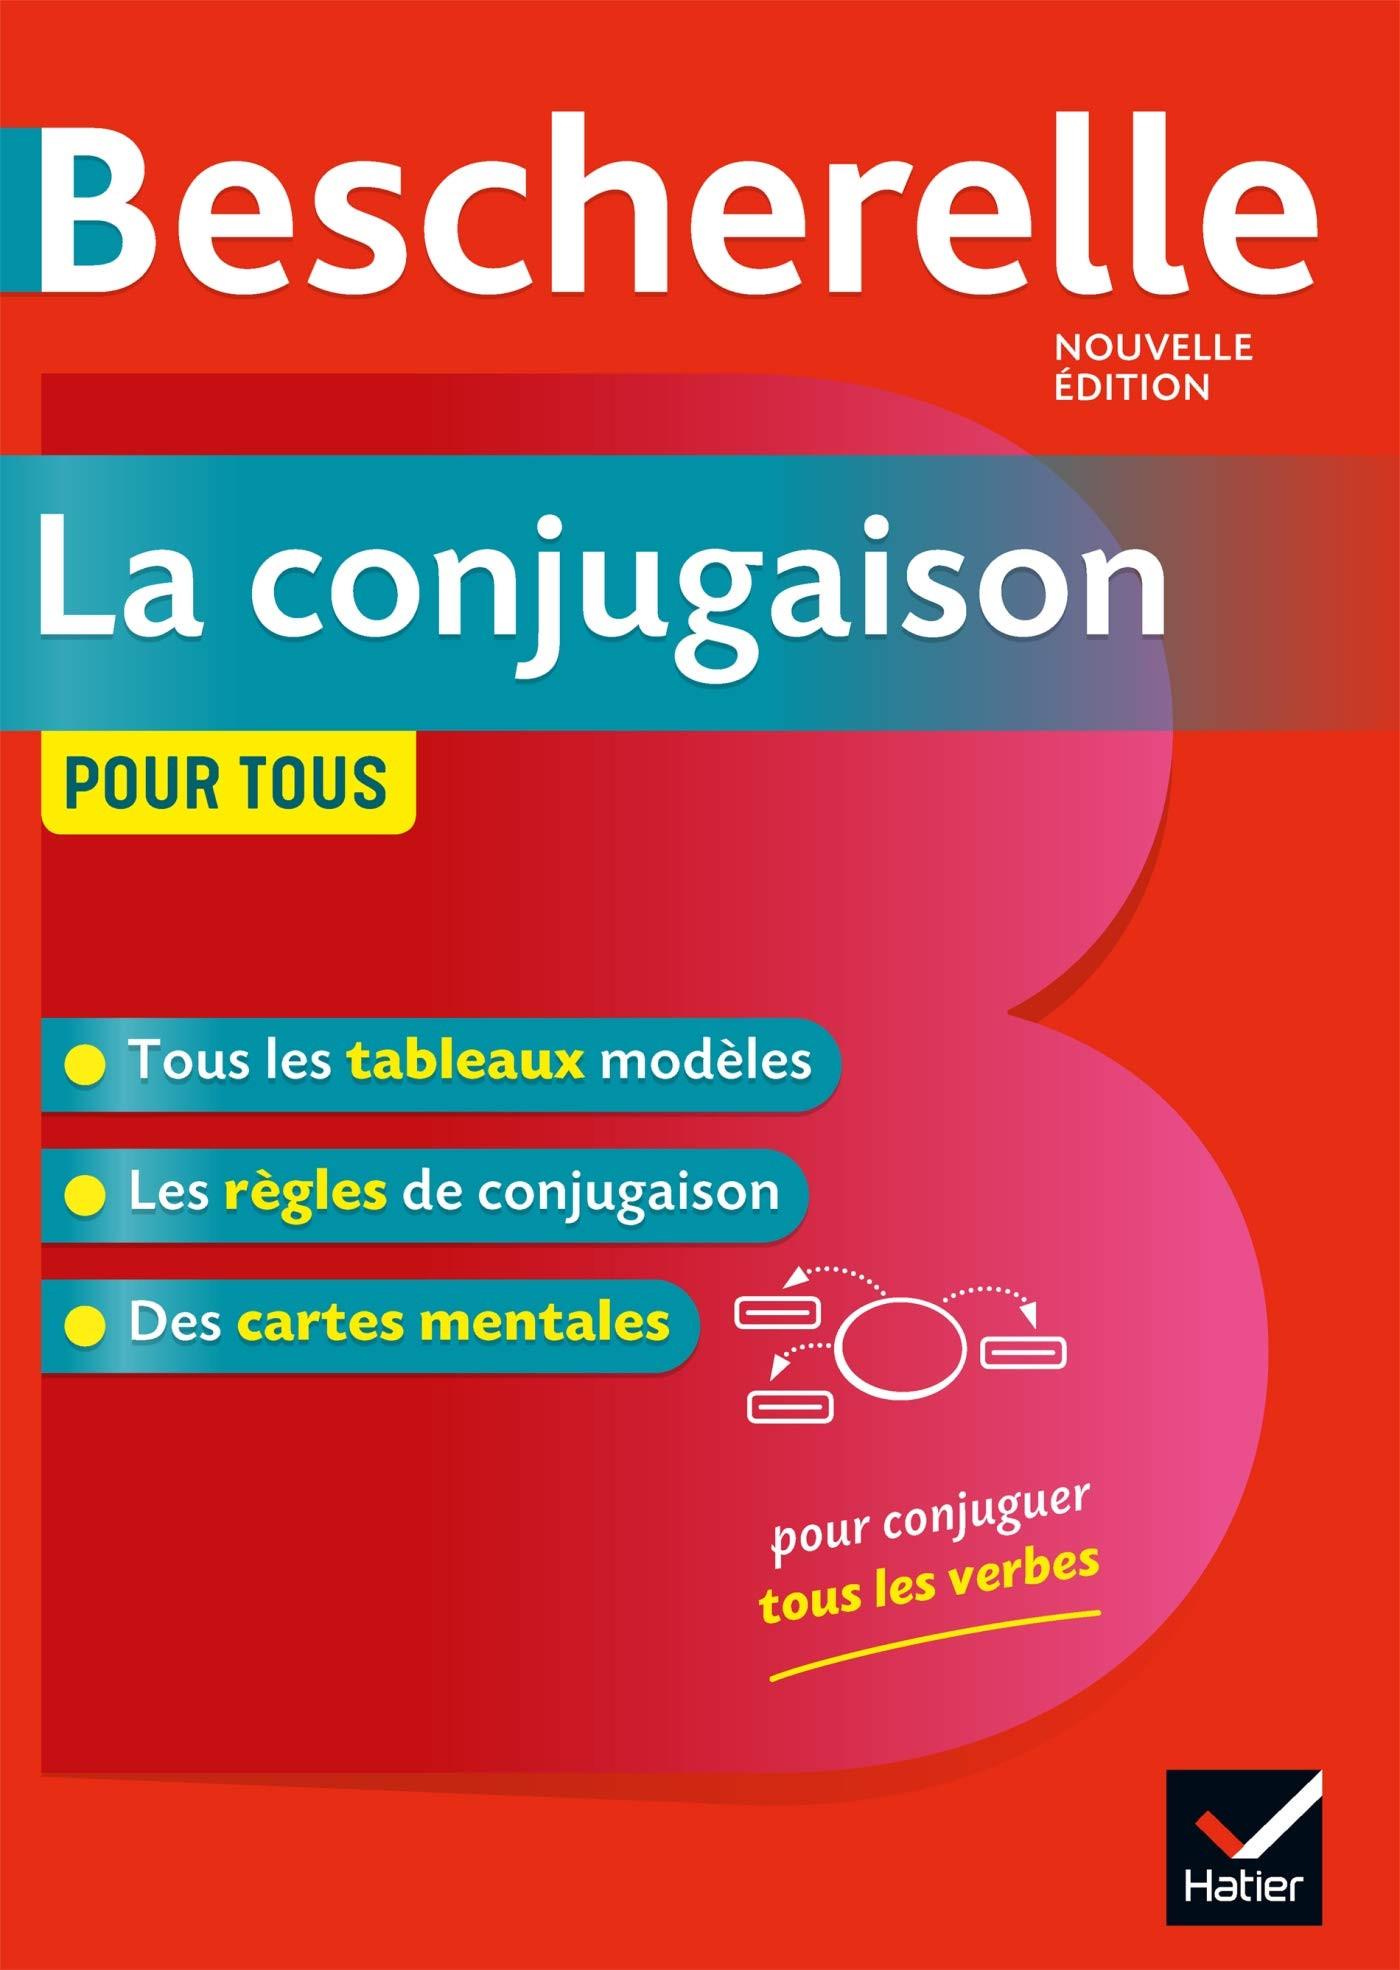 Bescherelle
NOUVELLE
ÉDITION
La conjugaison
POUR TOUS
Tous les tableaux modèles
Les règles de conjugaison
Des cartes mentales
pour conjuguer
tous les verbes
Hatier